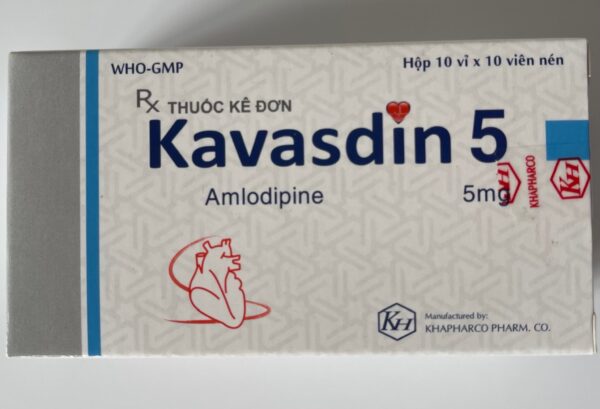 WHO-GMP
Hộp 10 vỉ x 10 viên nén
Rx THUỐC KÊ ĐƠN
Kavasdin 5
Amlodipine 5mg
KH KHAPHARCO KH
KH
Manufactured by:
KHAPHARCO PHARM. CO.